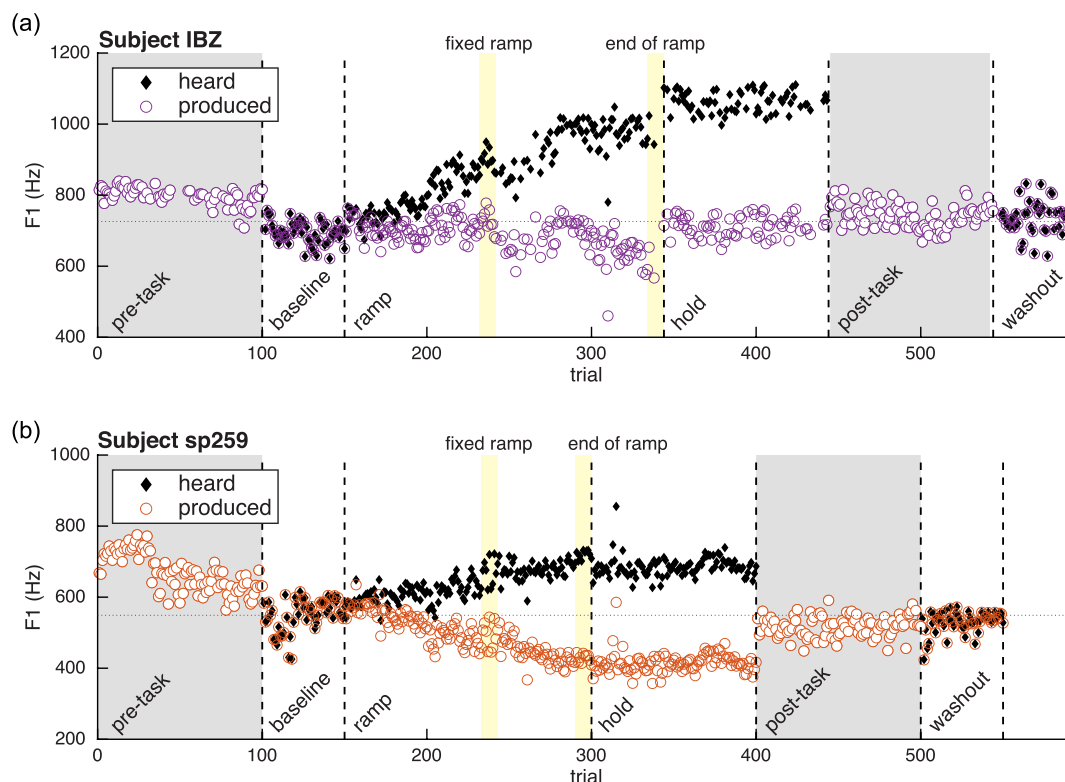 (a)
Subject IBZ
fixed ramp
end of ramp
heard
produced
1200
1000
800
600
400
F1 (Hz)
pre-task
baseline
ramp
hold
post-task
washout
0
100
200
300
400
500
trial
(b)
Subject sp259
fixed ramp
end of ramp
heard
produced
1000
800
600
400
200
F1 (Hz)
pre-task
baseline
ramp
hold
post-task
washout
0
100
200
300
400
500
trial